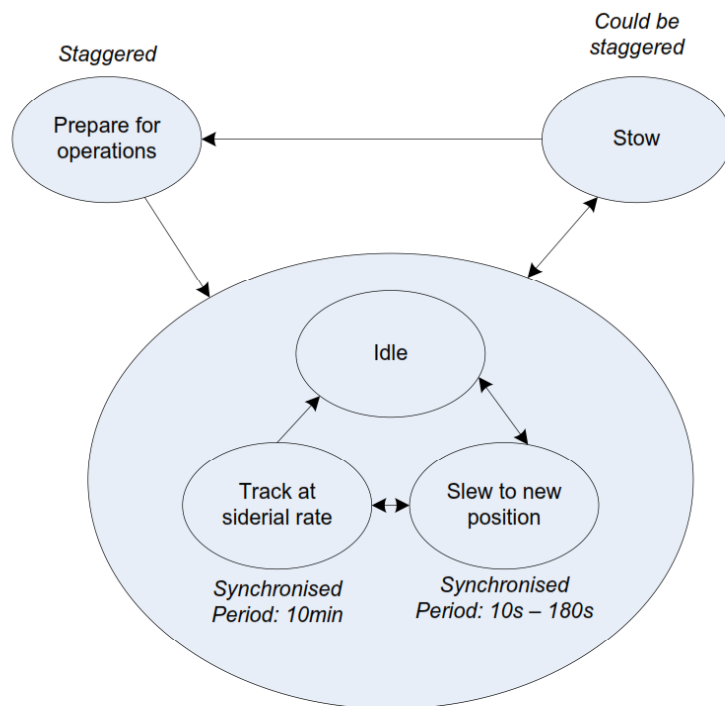 Could be
staggered
Staggered
Prepare for
operations
Stow
Idle
Track at
siderial rate
Slew to new
position
Synchronised
Period: 10min
Synchronised
Period: 10s – 180s